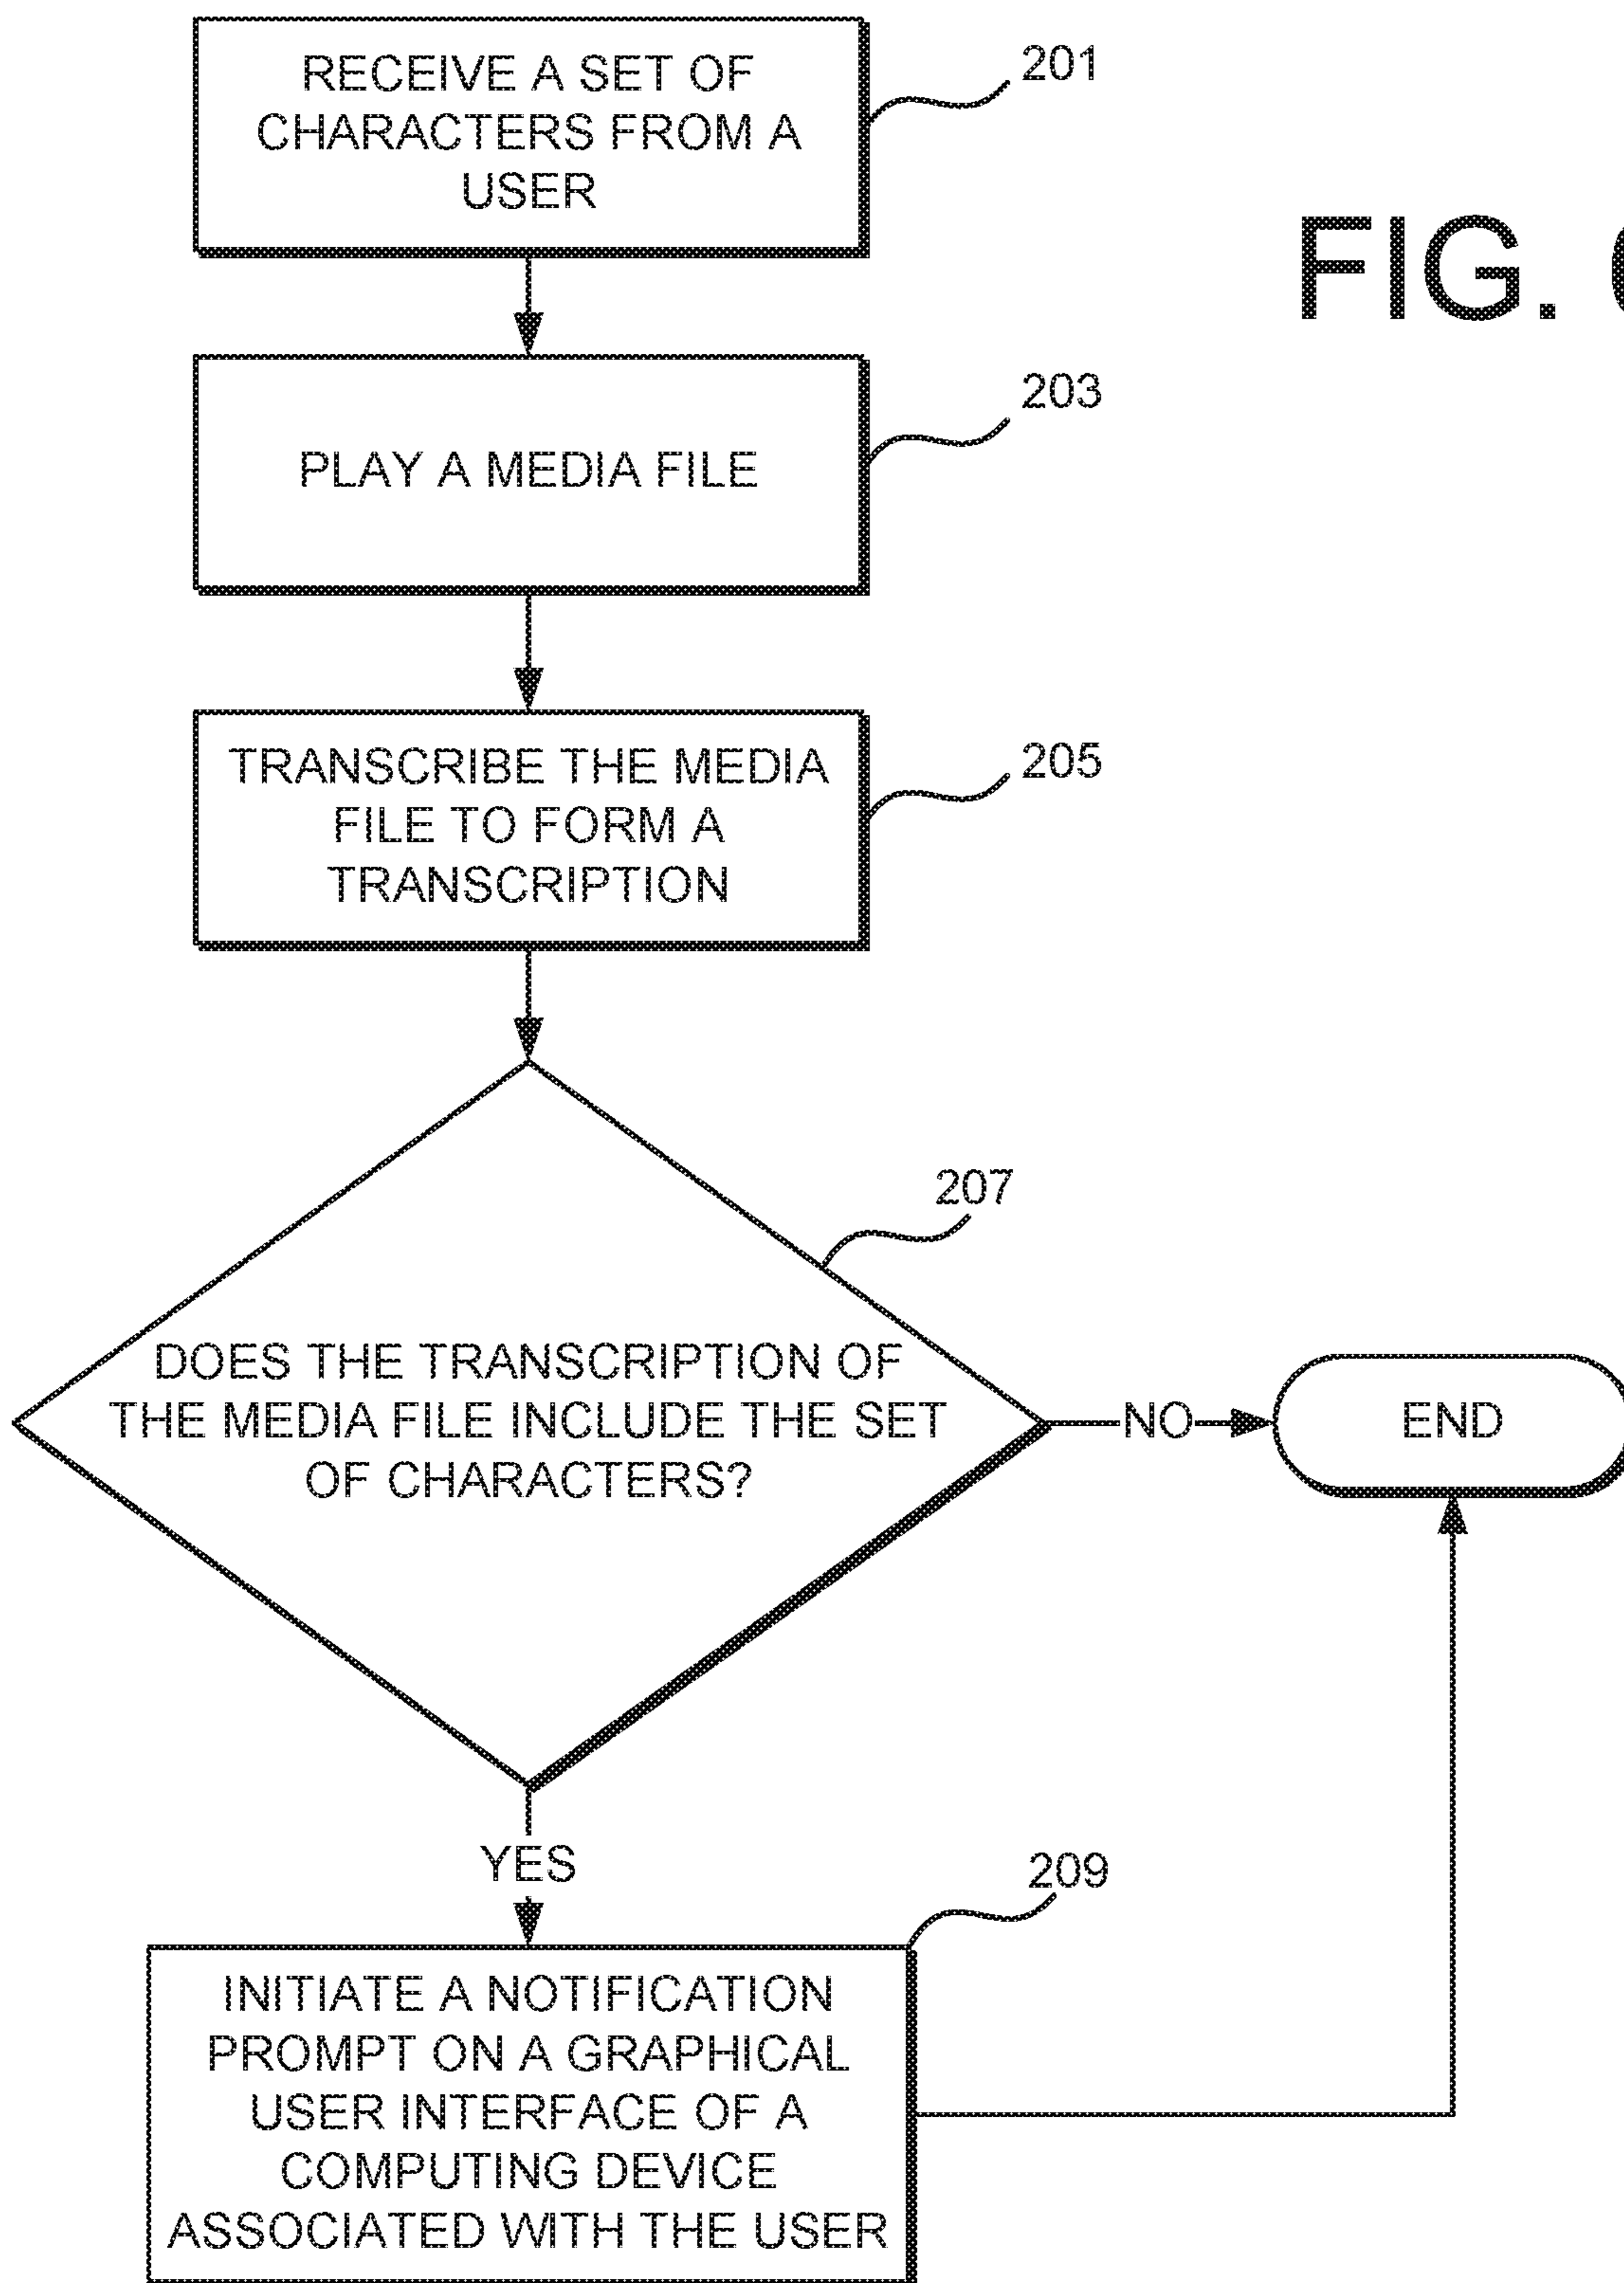 RECEIVE A SET OF
CHARACTERS FROM A
USER
201
FIG.
PLAY A MEDIA FILE
203
TRANSCRIBE THE MEDIA
FILE TO FORM A
TRANSCRIPTION
205
207
DOES THE TRANSCRIPTION OF
THE MEDIA FILE INCLUDE THE SET
OF CHARACTERS?
NO
END
YES
209
INITIATE A NOTIFICATION
PROMPT ON A GRAPHICAL
USER INTERFACE OF A
COMPUTING DEVICE
ASSOCIATED WITH THE USER